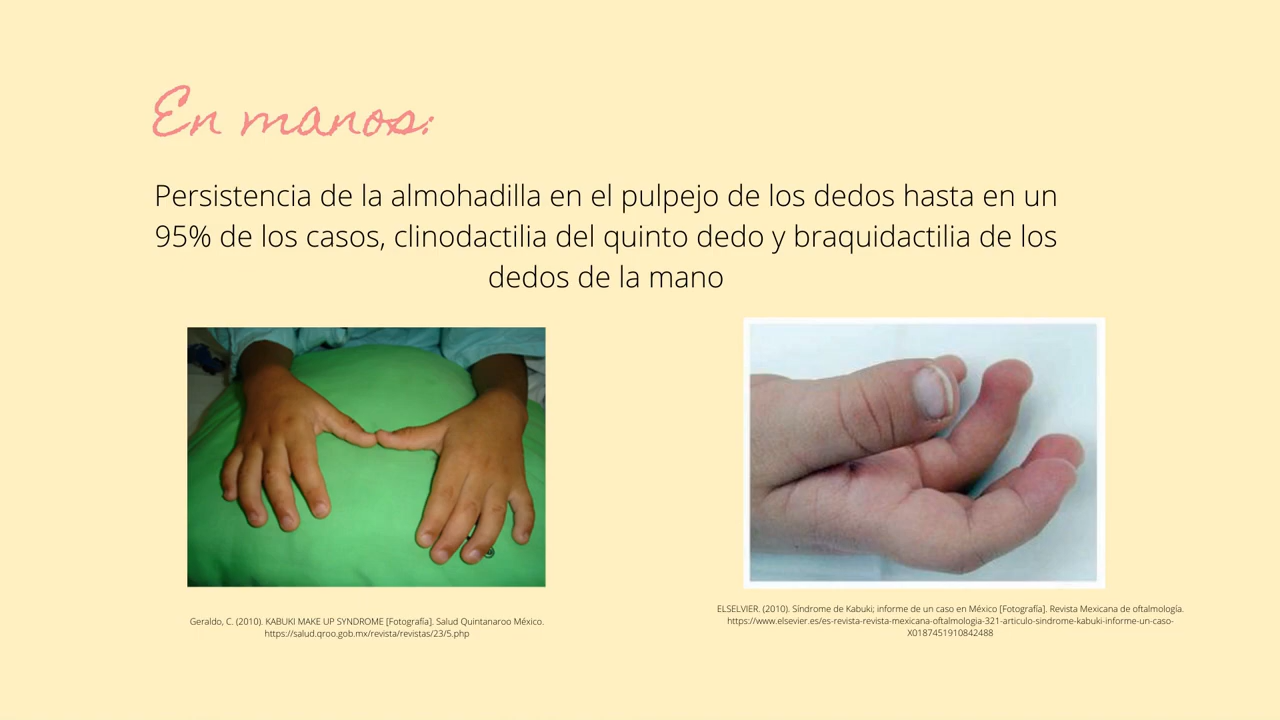 En manos:
Persistencia de la almohadilla en el pulpejo de los dedos hasta en un
95% de los casos, clinodactilia del quinto dedo y braquidactilia de los
dedos de la mano
Geraldo, C. (2010). KABUKI MAKE UP SYNDROME [Fotografía]. Salud Quintanaroo México.
https://salud.qroo.gob.mx/revista/revistas/23/5.php
ELSELVIER. (2010). Síndrome de Kabuki; informe de un caso en México [Fotografía]. Revista Mexicana de oftalmología.
https://www.elsevier.es/es-revista-revista-mexicana-oftalmologia-321-articulo-sindrome-kabuki-informe-un-caso-
X0187451910842488